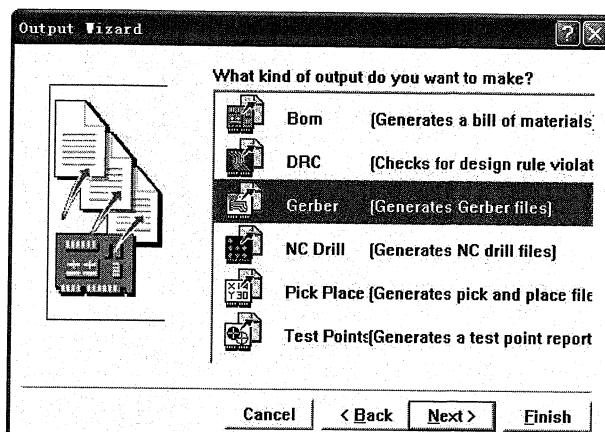 Output Wizard
What kind of output do you want to make?
Bom [Generates a bill of materials]
DRC [Checks for design rule violat
Gerber [Generates Gerber files]
NC Drill [Generates NC drill files]
Pick Place [Generates pick and place file
Test Points[Generates a test point report
X14
Y30
Cancel < Back Next > Finish